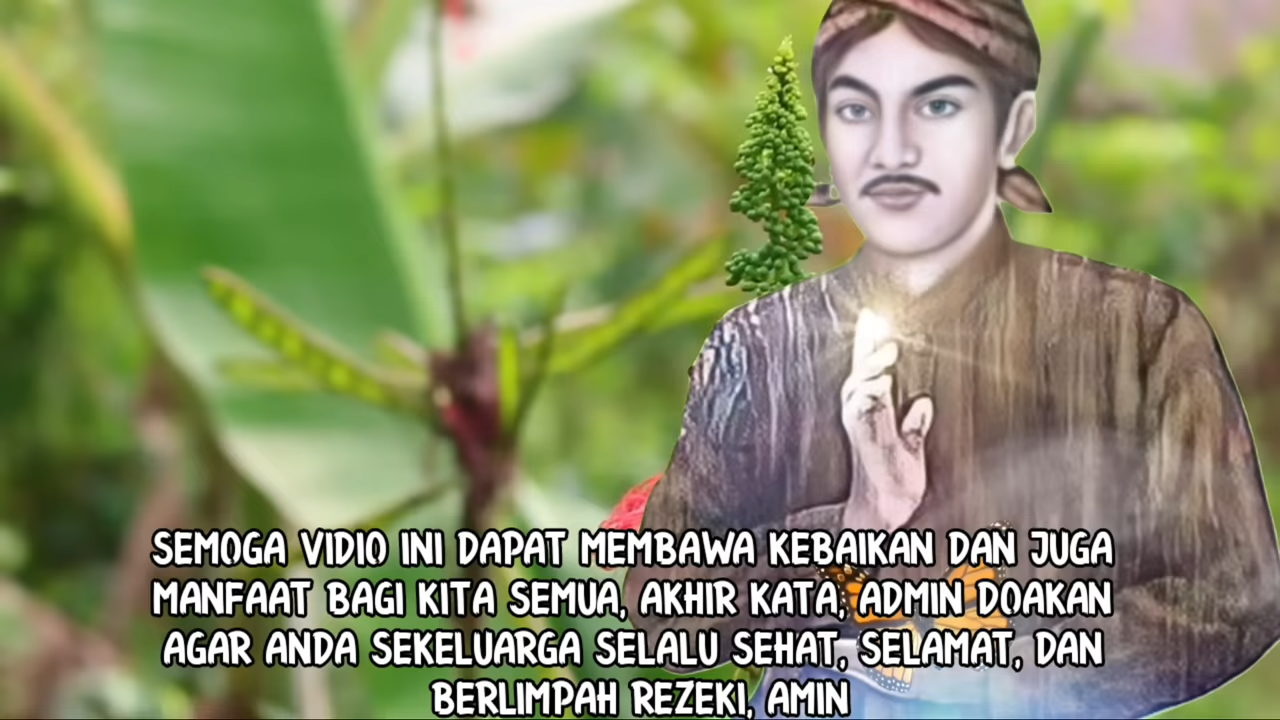 SEMOGA VIDIO INI DAPAT MEMBAWA KEBAIKAN DAN JUGA
MANFAAT BAGI KITA SEMUA, AKHIR KATA, ADMIN DOAKAN
AGAR ANDA SEKELUARGA SELALU SEHAT, SELAMAT, DAN
BERLIMPAH REZEKI, AMIN